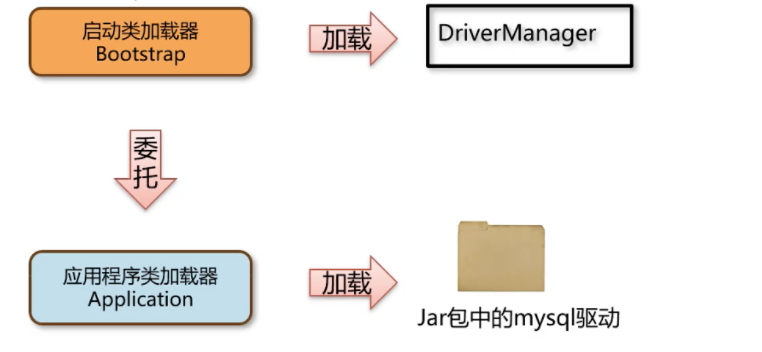 启动类加载器
Bootstrap
加载
DriverManager
委
托
应用程序类加载器
Application
加载
Jar包中的mysql驱动